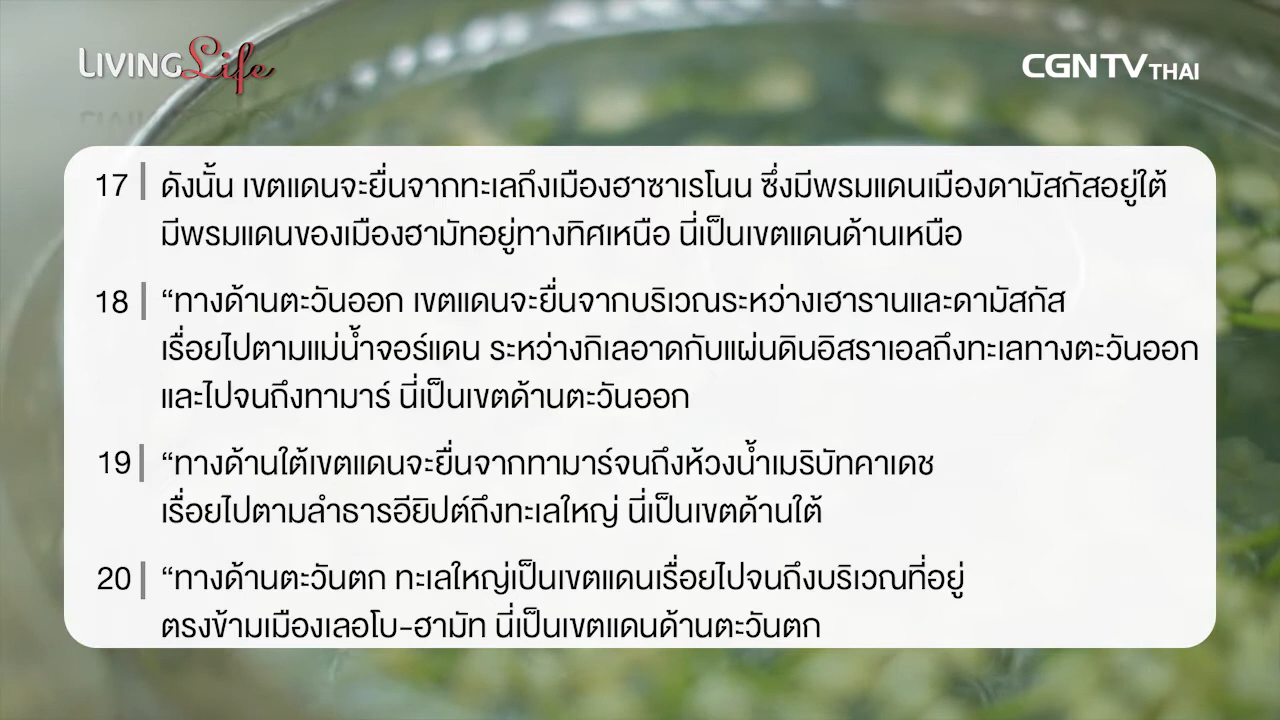 LIVING Life
CGNTV THAI
17 ดังนั้น เขตแดนจะยื่นจากทะเลถึงเมืองฮาซาเรโนน ซึ่งมีพรมแดนเมืองดามัสกัสอยู่ใต้
มีพรมแดนของเมืองฮามัทอยู่ทางทิศเหนือ นี่เป็นเขตแดนด้านเหนือ
18 “ทางด้านตะวันออก เขตแดนจะยื่นจากบริเวณระหว่างเฮารานและดามัสกัส
เรื่อยไปตามแม่น้ำจอร์แดน ระหว่างกิเลอาดกับแผ่นดินอิสราเอลถึงทะเลทางตะวันออก
และไปจนถึงทามาร์ นี่เป็นเขตด้านตะวันออก
19 “ทางด้านใต้เขตแดนจะยื่นจากทามาร์จนถึงห้วงน้ำเมริบัทคาเดช
เรื่อยไปตามลำธารอียิปต์ถึงทะเลใหญ่ นี่เป็นเขตด้านใต้
20 “ทางด้านตะวันตก ทะเลใหญ่เป็นเขตแดนเรื่อยไปจนถึงบริเวณที่อยู่
ตรงข้ามเมืองเลอโบ-ฮามัท นี่เป็นเขตแดนด้านตะวันตก